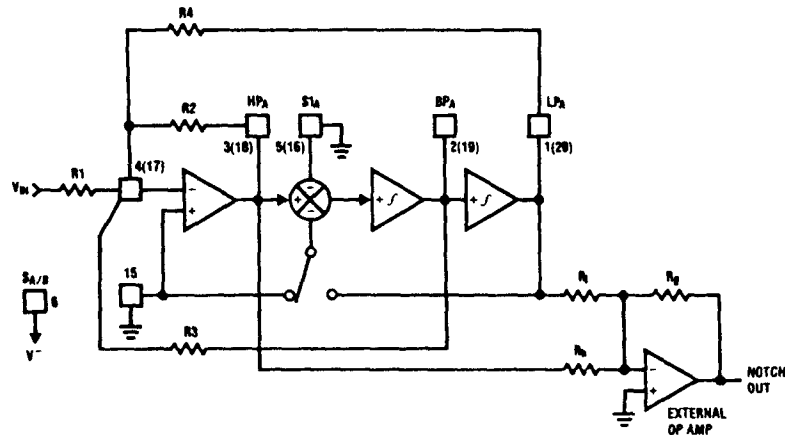 R4
HPA
S1A
BPA
LPA
R2
3(18)
5(16)
2(19)
1(20)
4(17)
VIN
R1
−
+
+
−
−
+ ∫
+ ∫
SA/B
6
V−
15
R3
Rl
Rg
Rh
−
+
NOTCH
OUT
EXTERNAL
OP AMP